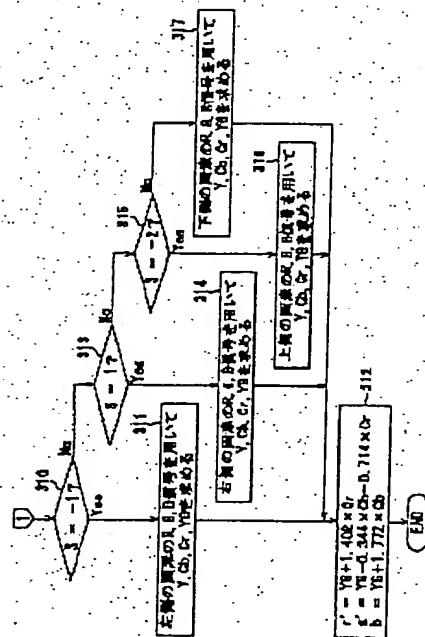 1
310
S = -1?
Yes
No
311
左側の画素のR,G,B信号を用いて
Y,Cb,Cr,YBを求める
313
S = 1?
Yes
No
314
右側の画素のR,G,B信号を用いて
Y,Cb,Cr,YBを求める
315
S = -2?
Yes
No
316
上側の画素のR,G,B信号を用いて
Y,Cb,Cr,YBを求める
317
下側の画素のR,G,B信号を用いて
Y,Cb,Cr,YBを求める
312
r' = YB+1.402×Cr
g' = YB-0.344×Cb-0.714×Cr
b = YB+1.772×Cb
END